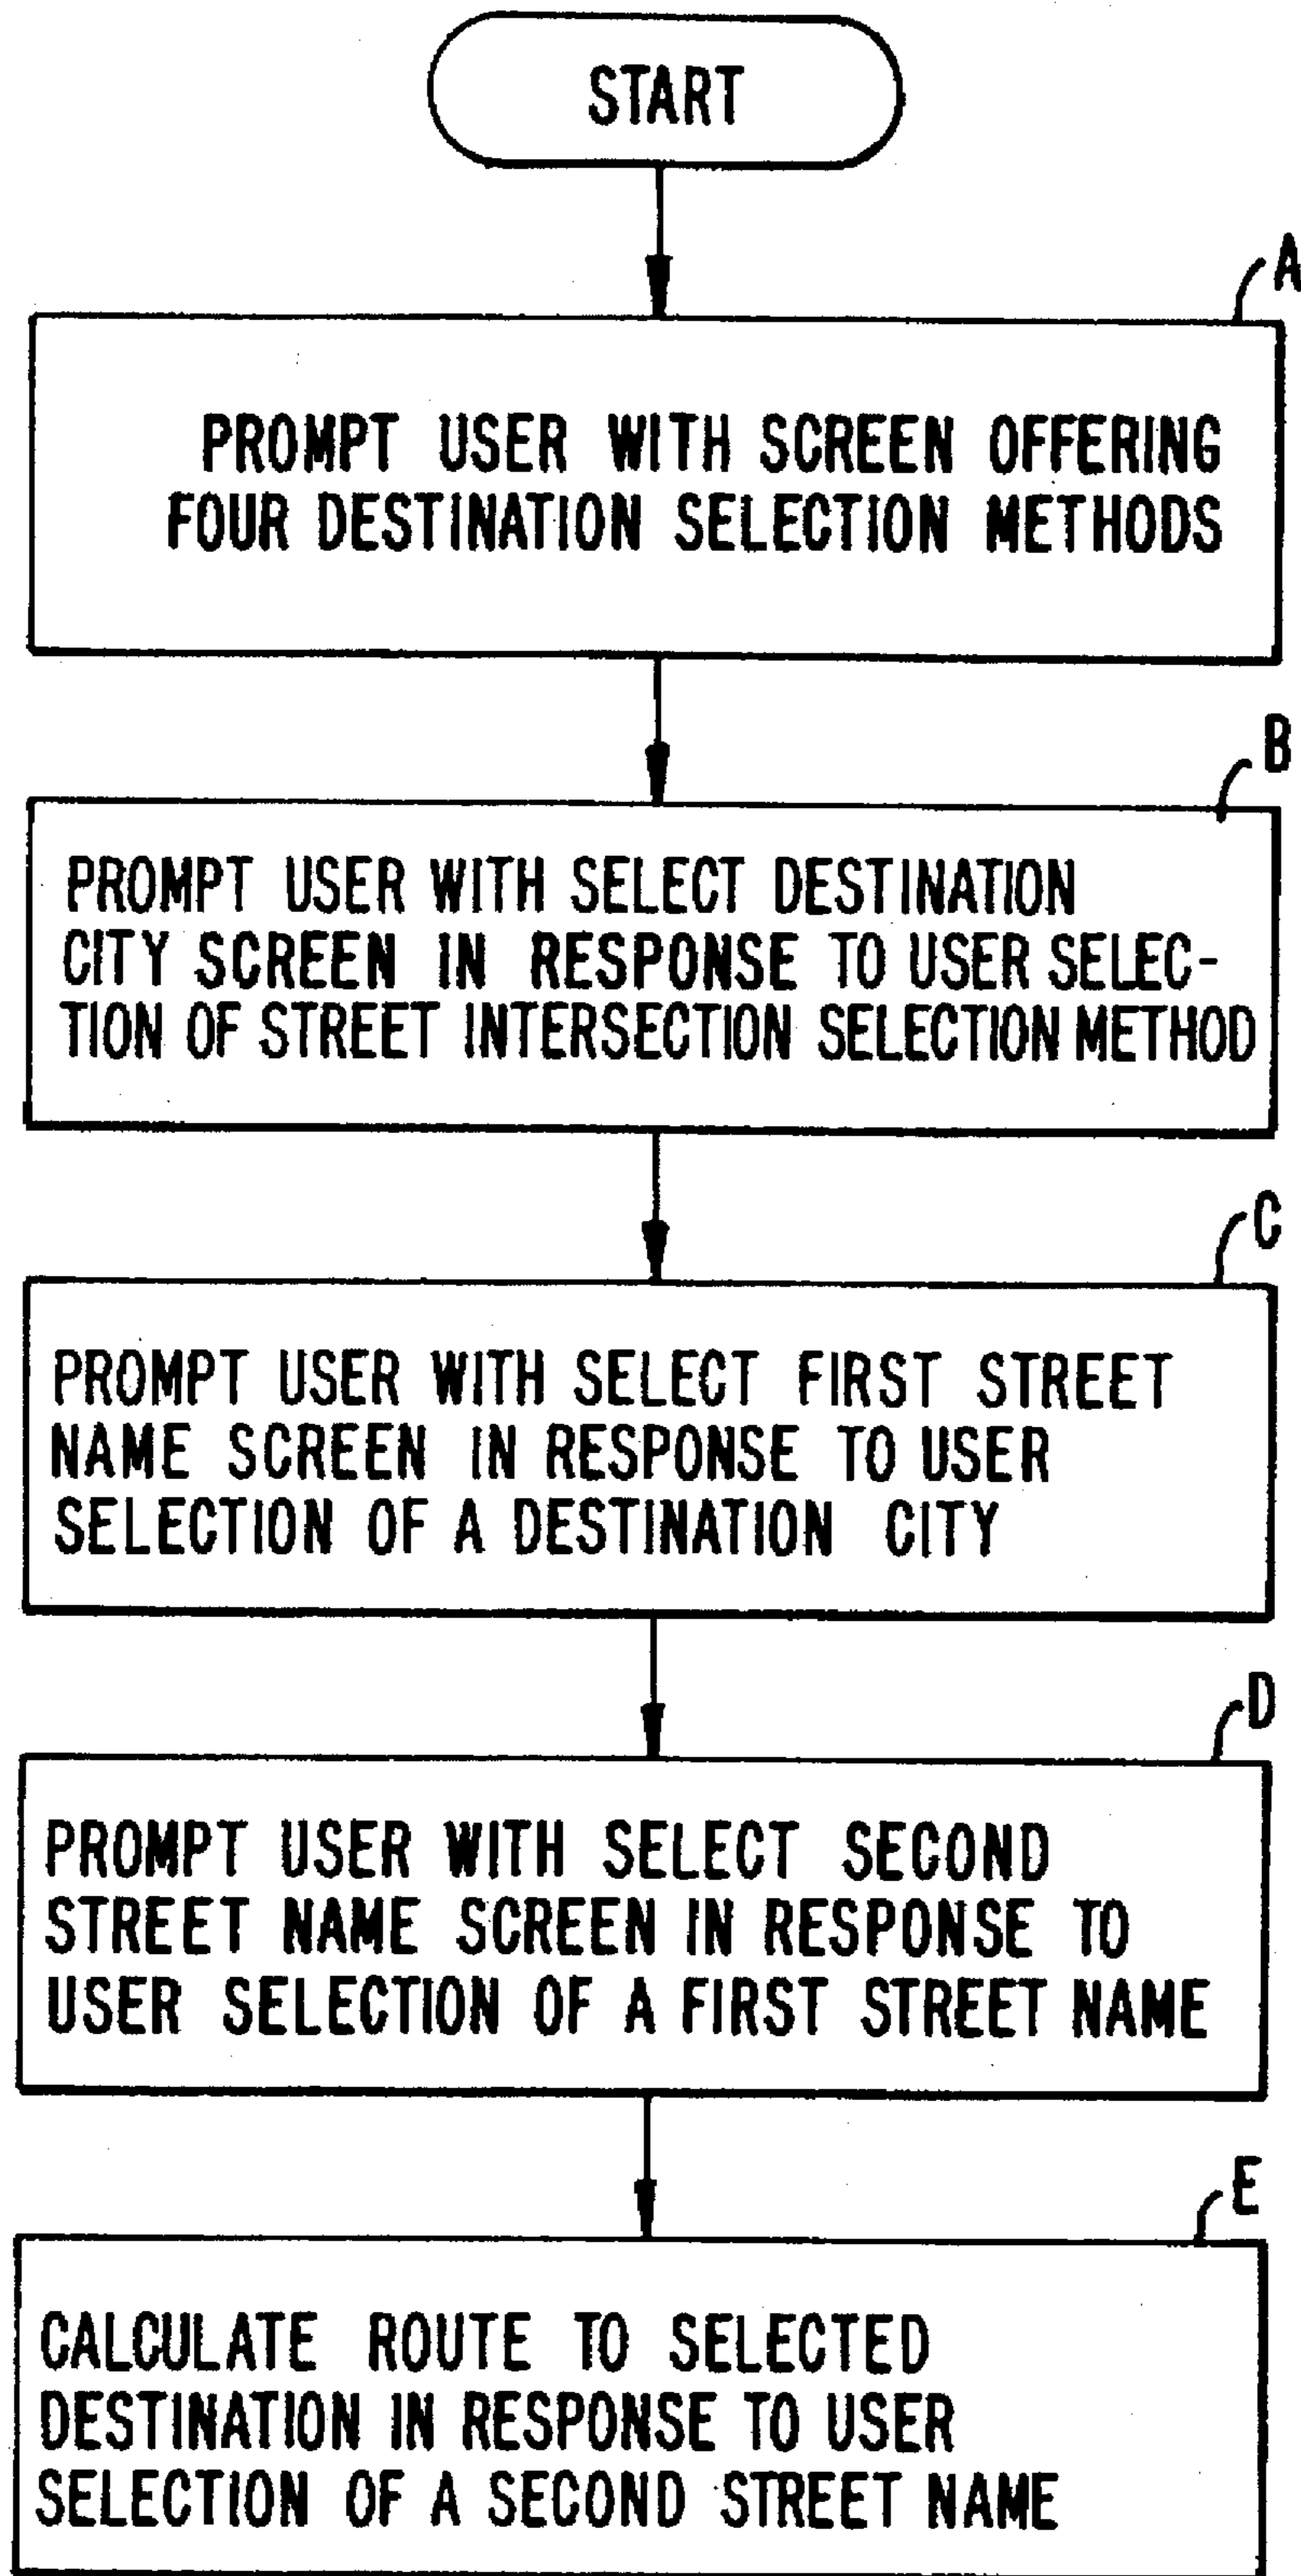 START
A
PROMPT USER WITH SCREEN OFFERING
FOUR DESTINATION SELECTION METHODS
B
PROMPT USER WITH SELECT DESTINATION
CITY SCREEN IN RESPONSE TO USER SELEC-
TION OF STREET INTERSECTION SELECTION METHOD
C
PROMPT USER WITH SELECT FIRST STREET
NAME SCREEN IN RESPONSE TO USER
SELECTION OF A DESTINATION CITY
D
PROMPT USER WITH SELECT SECOND
STREET NAME SCREEN IN RESPONSE TO
USER SELECTION OF A FIRST STREET NAME
E
CALCULATE ROUTE TO SELECTED
DESTINATION IN RESPONSE TO USER
SELECTION OF A SECOND STREET NAME